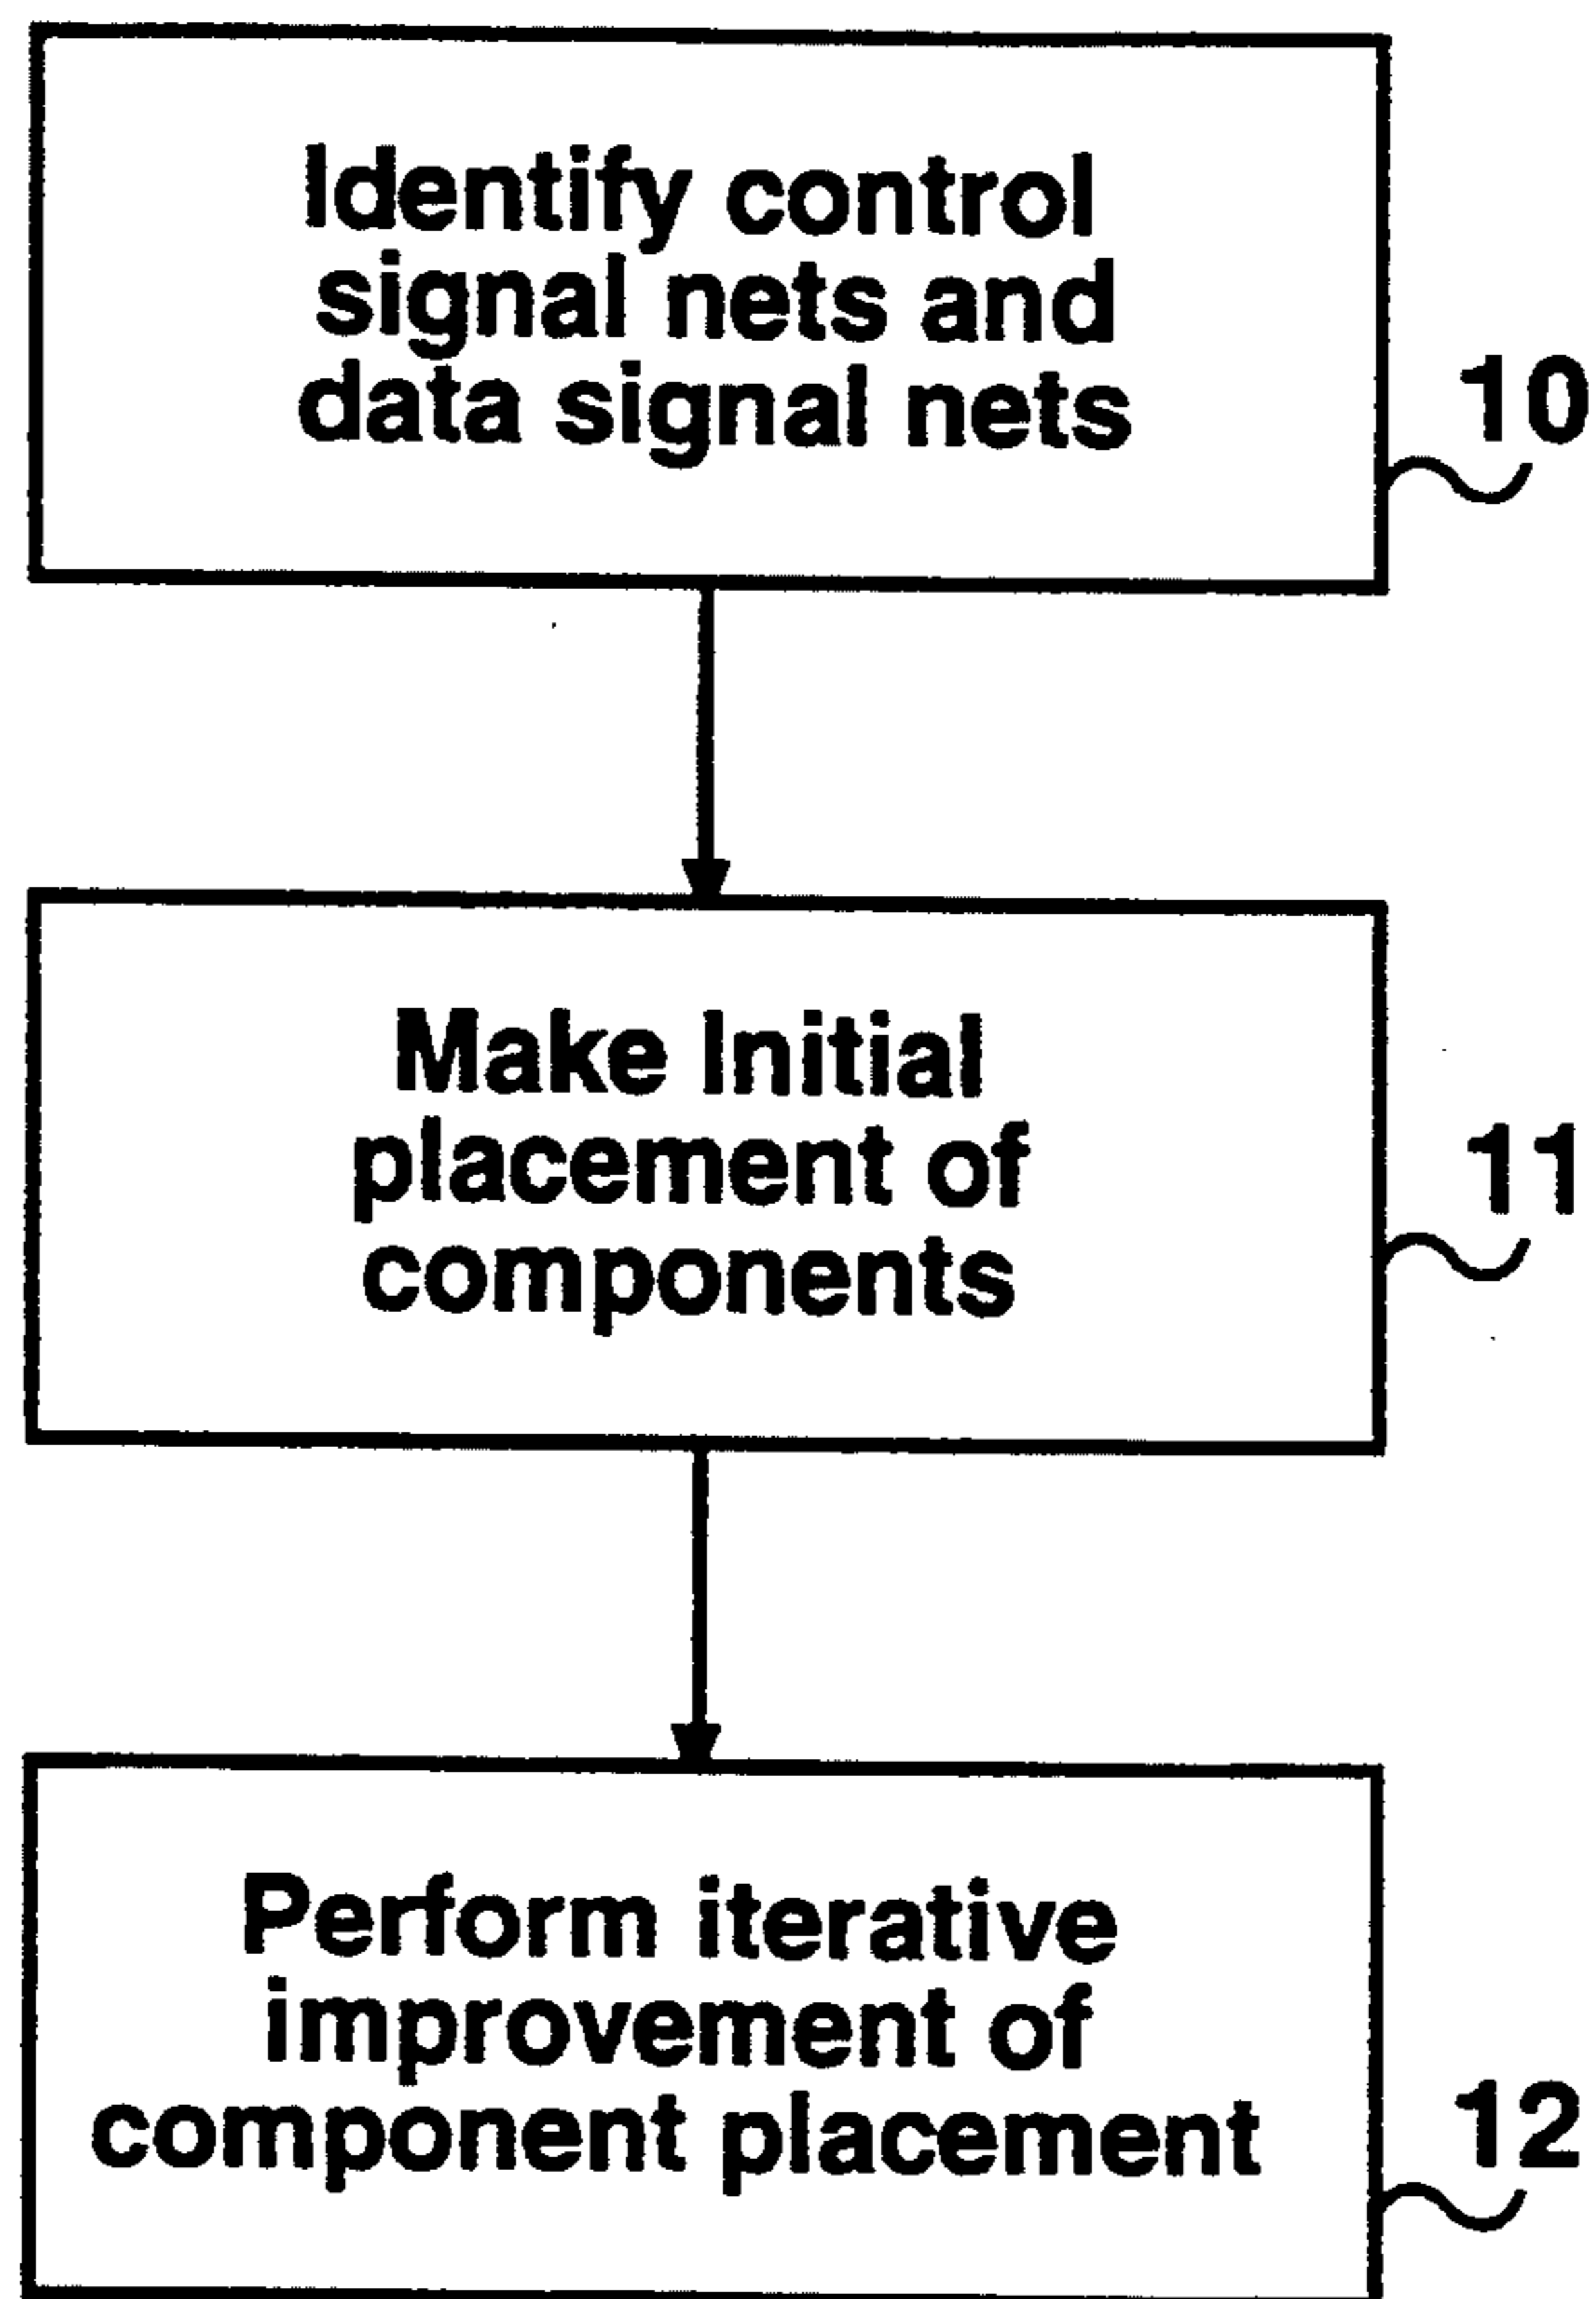 Identify control
signal nets and
data signal nets
10
Make Initial
placement of
components
11
Perform iterative
improvement of
component placement
12